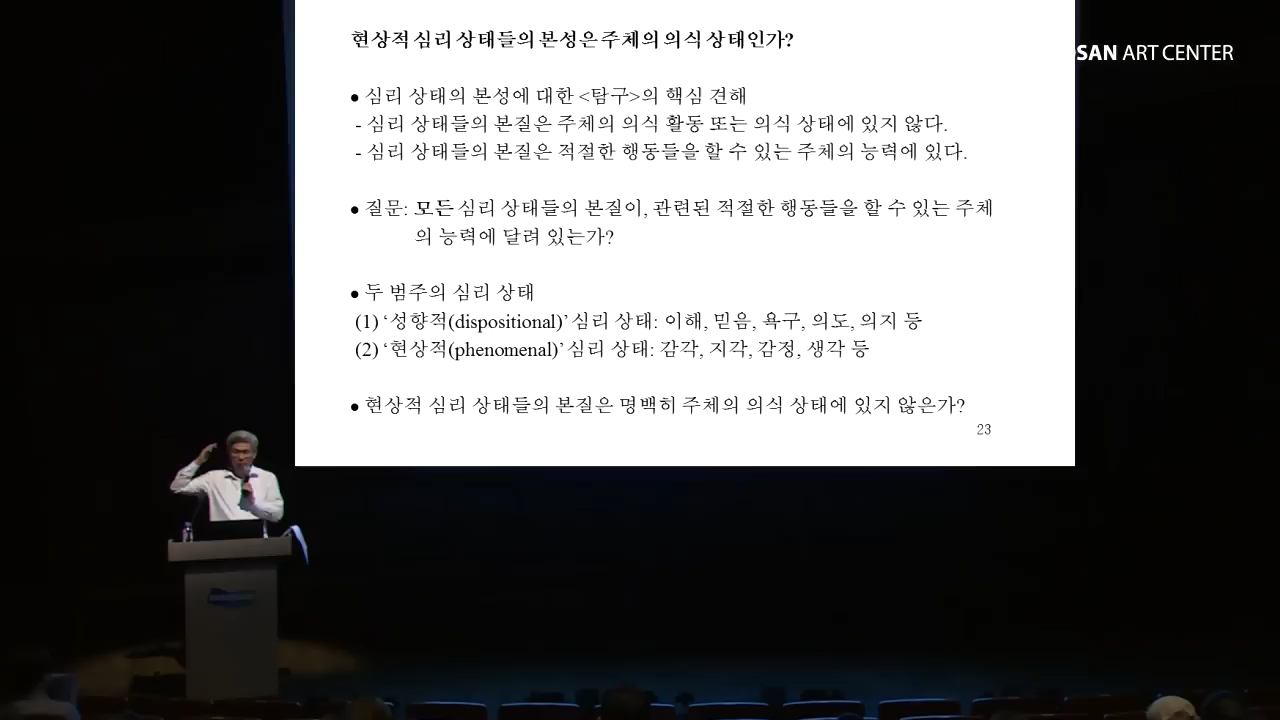 현상적 심리 상태들의 본성은 주체의 의식 상태인가?
SAN ART CENTER
● 심리 상태의 본성에 대한 <탐구>의 핵심 견해
- 심리 상태들의 본질은 주체의 의식 활동 또는 의식 상태에 있지 않다.
- 심리 상태들의 본질은 적절한 행동들을 할 수 있는 주체의 능력에 있다.
● 질문: 모든 심리 상태들의 본질이, 관련된 적절한 행동들을 할 수 있는 주체
의 능력에 달려 있는가?
● 두 범주의 심리 상태
(1) ‘성향적(dispositional)’ 심리 상태: 이해, 믿음, 욕구, 의도, 의지 등
(2) ‘현상적(phenomenal)’ 심리 상태: 감각, 지각, 감정, 생각 등
● 현상적 심리 상태들의 본질은 명백히 주체의 의식 상태에 있지 않은가?
23